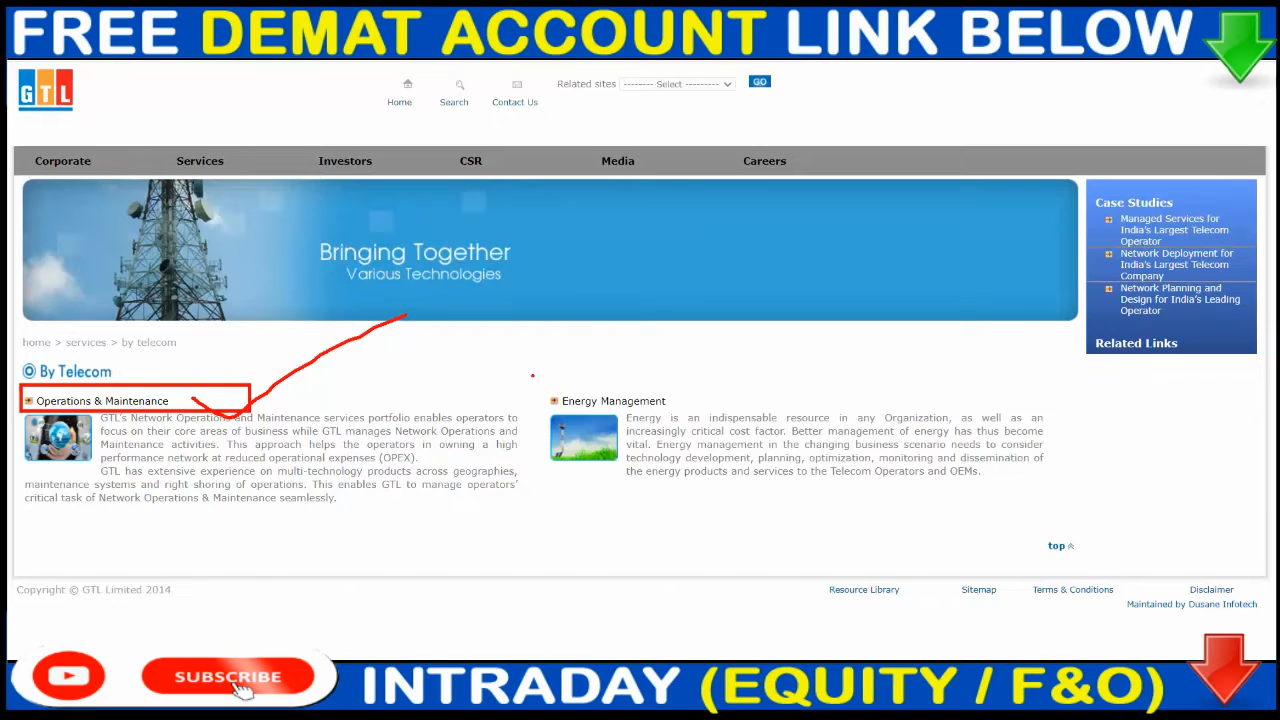 FREE DEMAT ACCOUNT LINK BELOW
GTL
Home
Search
Contact Us
Related sites
-------- Select ---------
GO
Corporate
Services
Investors
CSR
Media
Careers
Bringing Together
Various Technologies
Case Studies
Managed Services for
India's Largest Telecom
Operator
Network Deployment for
India's Largest Telecom
Company
Network Planning and
Design for India's Leading
Operator
Related Links
home > services > by telecom
By Telecom
Operations & Maintenance
GTL's Network Operations and Maintenance services portfolio enables operators to
focus on their core areas of business while GTL manages Network Operations and
Maintenance activities. This approach helps the operators in owning a high
performance network at reduced operational expenses (OPEX).
GTL has extensive experience on multi-technology products across geographies,
maintenance systems and right shoring of operations. This enables GTL to manage operators'
critical task of Network Operations & Maintenance seamlessly.
Energy Management
Energy is an indispensable resource in any Organization, as well as an
increasingly critical cost factor. Better management of energy has thus become
vital. Energy management in the changing business scenario needs to consider
technology development, planning, optimization, monitoring and dissemination of
the energy products and services to the Telecom Operators and OEMs.
top
Copyright © GTL Limited 2014
Resource Library
Sitemap
Terms & Conditions
Disclaimer
Maintained by Dusane Infotech
SUBSCRIBE
INTRADAY (EQUITY / F&O)